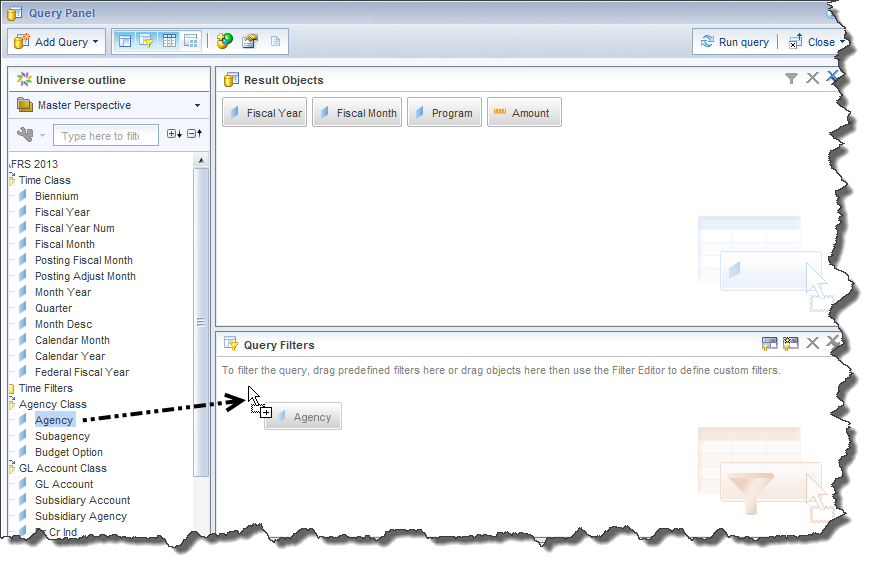 Query Panel
Add Query
Run query
Close
Universe outline
Master Perspective
Type here to filt
AFRS 2013
Time Class
Biennium
Fiscal Year
Fiscal Year Num
Fiscal Month
Posting Fiscal Month
Posting Adjust Month
Month Year
Quarter
Month Desc
Calendar Month
Calendar Year
Federal Fiscal Year
Time Filters
Agency Class
Agency
Subagency
Budget Option
GL Account Class
GL Account
Subsidiary Account
Subsidiary Agency
Cr Ind
Result Objects
Fiscal Year
Fiscal Month
Program
Amount
Query Filters
To filter the query, drag predefined filters here or drag objects here then use the Filter Editor to define custom filters.
Agency